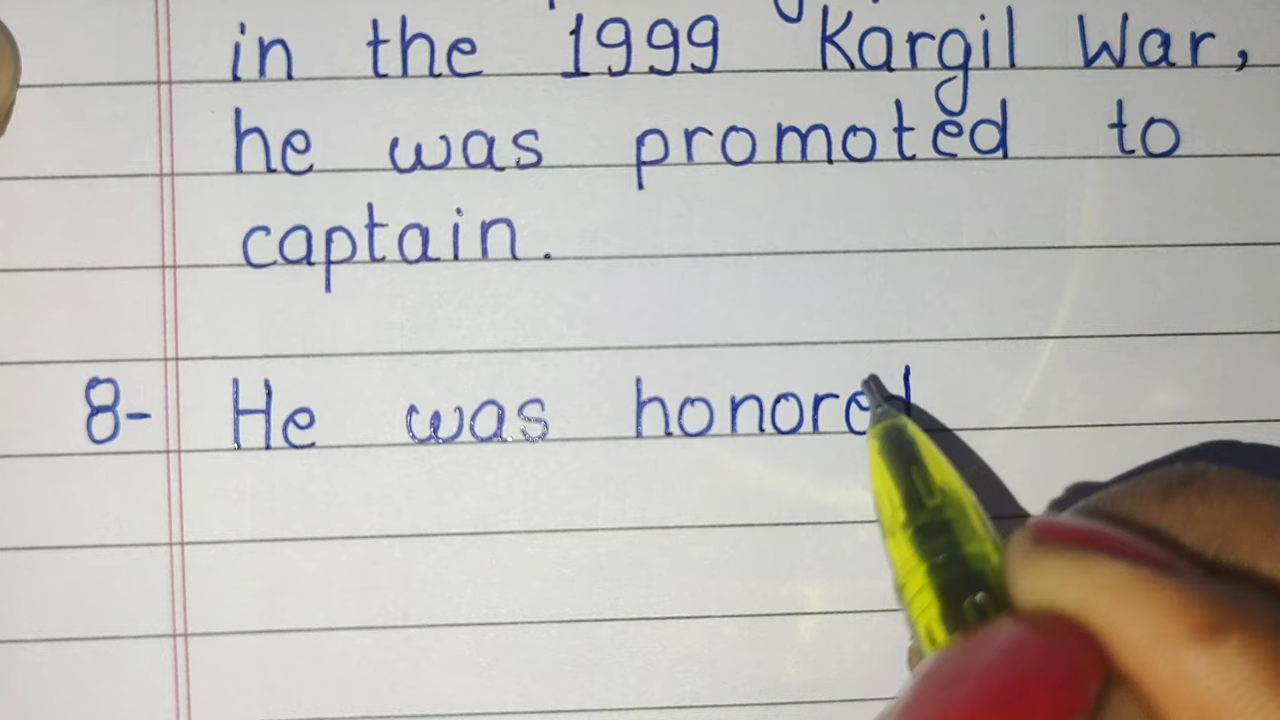 in the 1999 Kargil War,
he was promoted to
captain.
8- He was honored